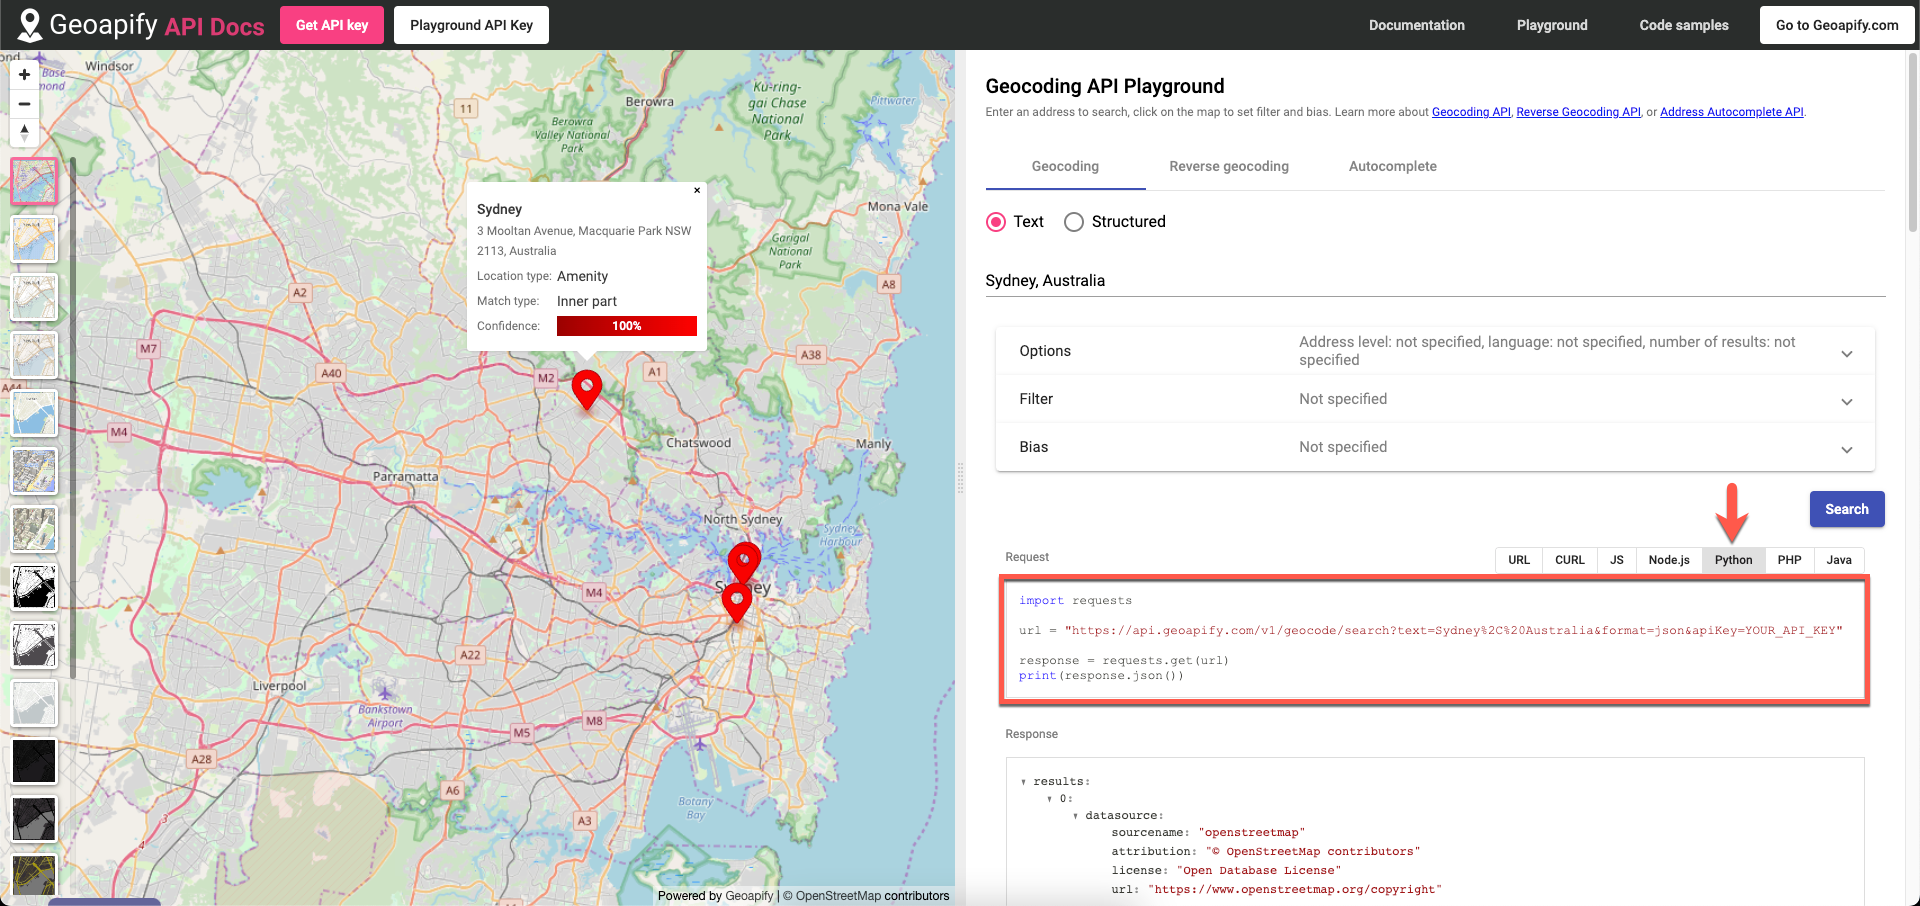 Geoapify API Docs
Get API key
Playground API Key
Documentation
Playground
Code samples
Go to Geoapify.com
Windsor
Berowra
Ku-ring-
gai Chase
National
Park
Pittwater
Berowra
Valley National
Park
11
Mona Vale
Garigal
National
Park
A2
A8
M7
A40
A38
M2
A1
A44
M4
Chatswood
Manly
Parramatta
North Sydney
Sydney
Harbour
M4
A22
Liverpool
Bankstown
Airport
M8
M5
A28
A6
A3
Botany
Bay
3
4
Sydney
×
3 Mooltan Avenue, Macquarie Park NSW
2113, Australia
Location type: Amenity
Match type: Inner part
Confidence: 100%
Powered by Geoapify | © OpenStreetMap contributors
Geocoding API Playground
Enter an address to search, click on the map to set filter and bias. Learn more about Geocoding API, Reverse Geocoding API, or Address Autocomplete API.
Geocoding
Reverse geocoding
Autocomplete
Text
Structured
Sydney, Australia
Options
Address level: not specified, language: not specified, number of results: not
specified
Filter
Not specified
Bias
Not specified
Search
Request
URL
CURL
JS
Node.js
Python
PHP
Java
import requests
url = "https://api.geoapify.com/v1/geocode/search?text=Sydney%2C%20Australia&format=json&apiKey=YOUR_API_KEY"
response = requests.get(url)
print(response.json())
Response
results:
0:
datasource:
sourcename: "openstreetmap"
attribution: "© OpenStreetMap contributors"
license: "Open Database License"
url: "https://www.openstreetmap.org/copyright"